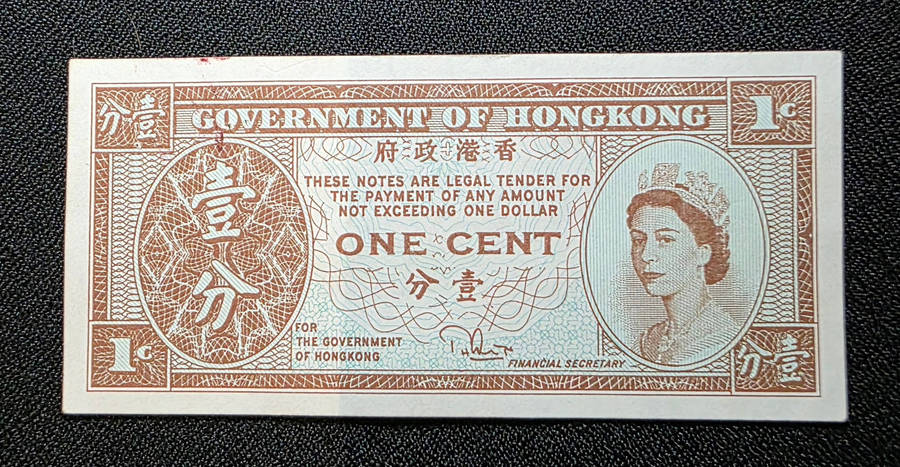 分壹
GOVERNMENT OF HONGKONG
1¢
府政港香
THESE NOTES ARE LEGAL TENDER FOR
THE PAYMENT OF ANY AMOUNT
NOT EXCEEDING ONE DOLLAR
壹分
ONE CENT
分壹
FOR
THE GOVERNMENT
OF HONGKONG
FINANCIAL SECRETARY
1¢
分壹